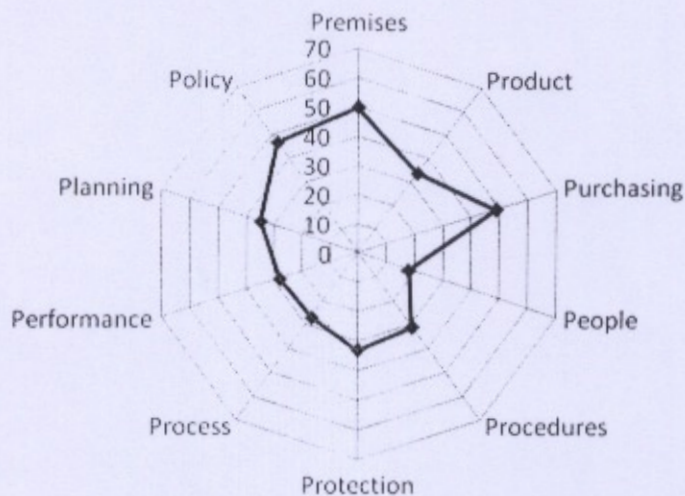 Premises
70
60
50
40
30
20
10
0
Product
Purchasing
People
Procedures
Protection
Process
Performance
Planning
Policy